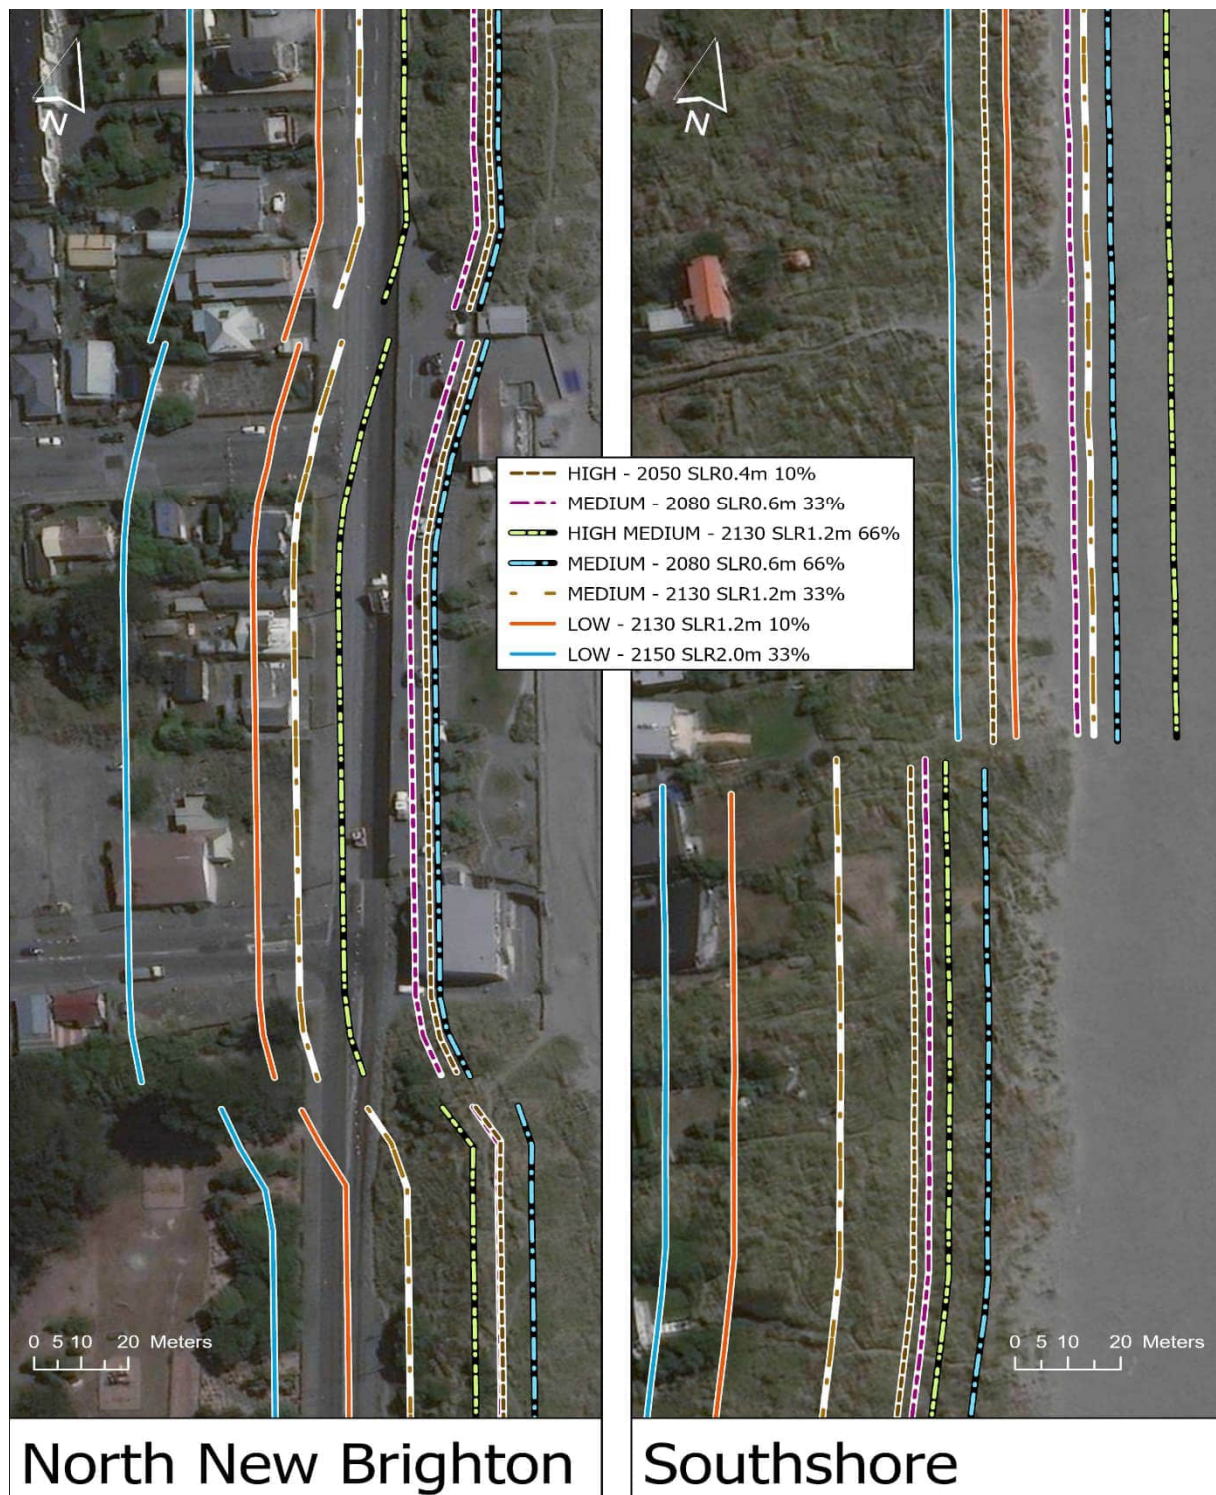 N
N
HIGH - 2050 SLR0.4m 10%
MEDIUM - 2080 SLR0.6m 33%
HIGH MEDIUM - 2130 SLR1.2m 66%
MEDIUM - 2080 SLR0.6m 66%
MEDIUM - 2130 SLR1.2m 33%
LOW - 2130 SLR1.2m 10%
LOW - 2150 SLR2.0m 33%
0 5 10 20 Meters
0 5 10 20 Meters
North New Brighton
Southshore